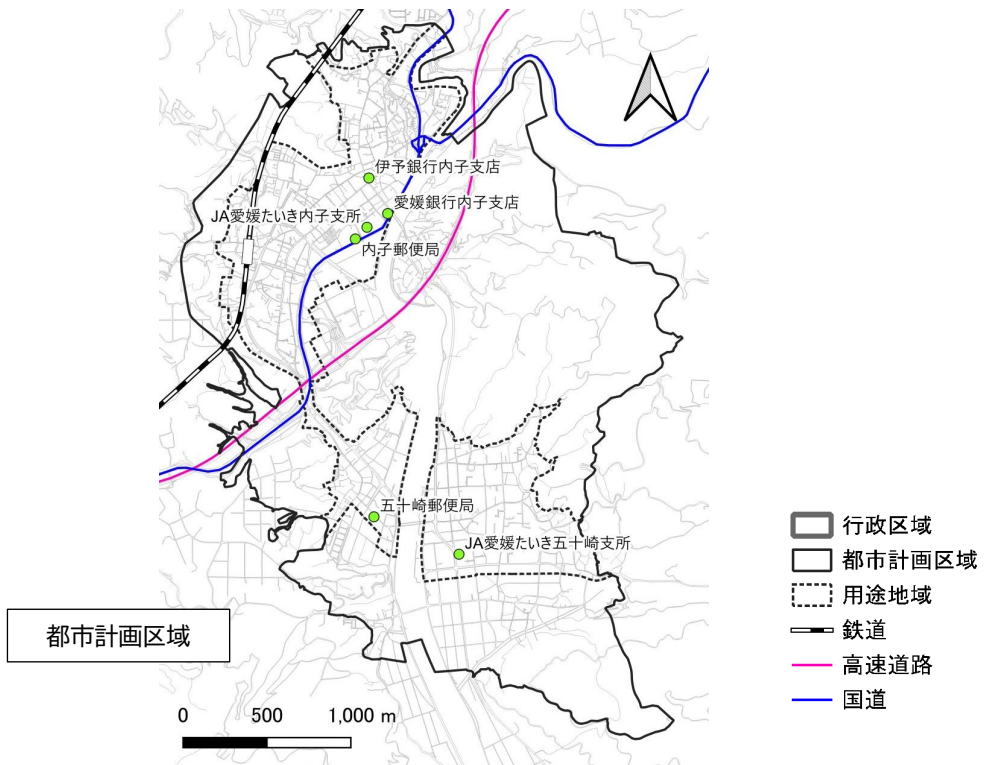 伊予銀行内子支店
愛媛銀行内子支店
JA愛媛たいき内子支所
内子郵便局
五十崎郵便局
JA愛媛たいき五十崎支所
行政区域
都市計画区域
用途地域
鉄道
高速道路
国道
都市計画区域
0 500 1,000 m